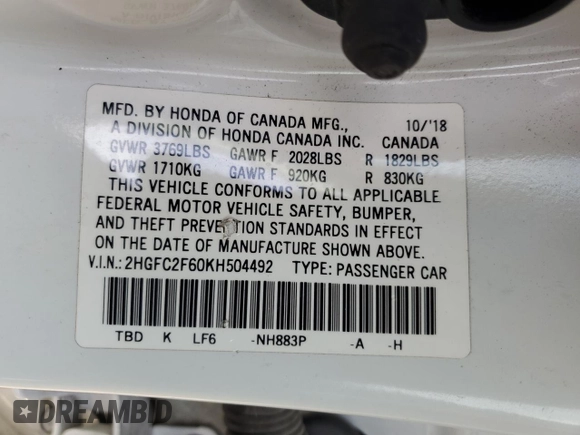 MFD. BY HONDA OF CANADA MFG., 10/'18
A DIVISION OF HONDA CANADA INC. CANADA
GVWR 3769LBS GAWR F 2028LBS R 1829LBS
GVWR 1710KG GAWR F 920KG R 830KG
THIS VEHICLE CONFORMS TO ALL APPLICABLE
FEDERAL MOTOR VEHICLE SAFETY, BUMPER,
AND THEFT PREVENTION STANDARDS IN EFFECT
ON THE DATE OF MANUFACTURE SHOWN ABOVE.
V.I.N.: 2HGFC2F60KH504492 TYPE: PASSENGER CAR
TBD K LF6 -NH883P -A -H
DREAMBID